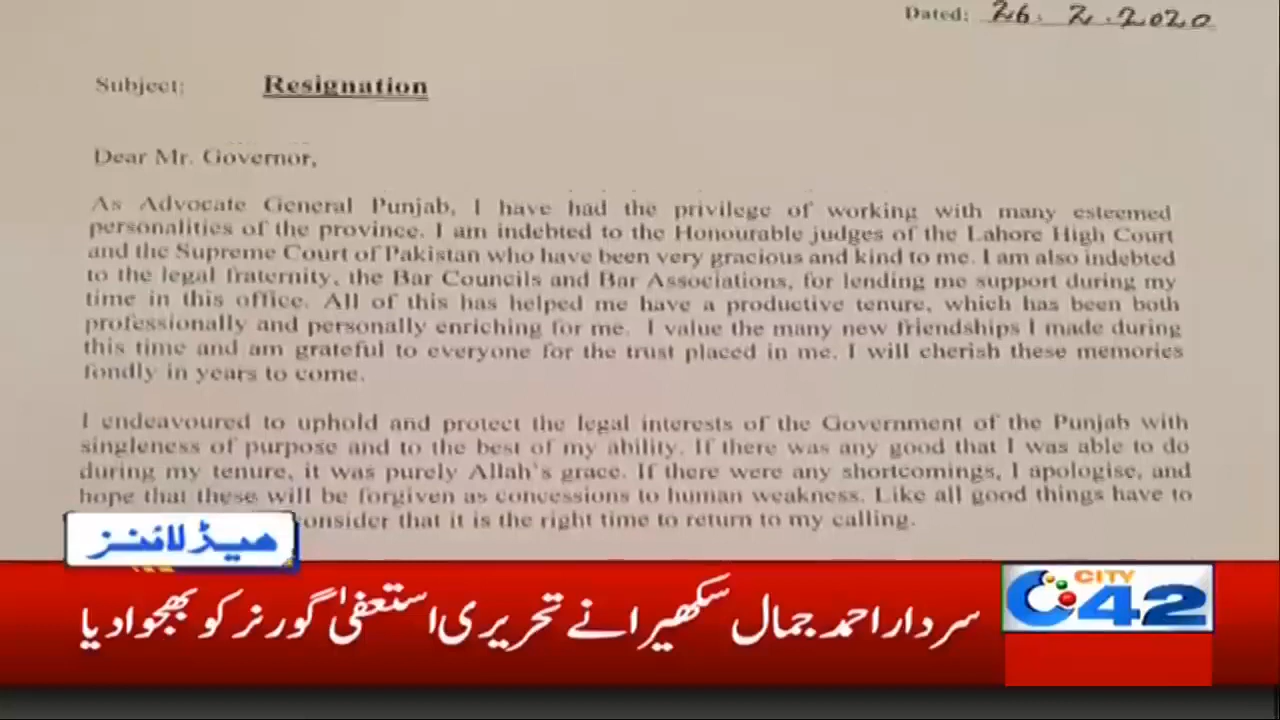 Dated: 26. 2.2020
Subject: Resignation
Dear Mr. Governor,
As Advocate General Punjab, I have had the privilege of working with many esteemed
personalities of the province. I am indebted to the Honourable judges of the Lahore High Court
and the Supreme Court of Pakistan who have been very gracious and kind to me. I am also indebted
to the legal fraternity, the Bar Councils and Bar Associations, for lending me support during my
time in this office. All of this has helped me have a productive tenure, which has been both
professionally and personally enriching for me. I value the many new friendships I made during
this time and am grateful to everyone for the trust placed in me. I will cherish these memories
fondly in years to come.
I endeavoured to uphold and protect the legal interests of the Government of the Punjab with
singleness of purpose and to the best of my ability. If there was any good that I was able to do
during my tenure, it was purely Allah's grace. If there were any shortcomings, I apologise, and
hope that these will be forgiven as concessions to human weakness. Like all good things have to
onsider that it is the right time to return to my calling.
ہیڈلائنز
سردار احمد جمال سکھیرا نے تحریری استعفیٰ گورنر کو بھجوا دیا
CITY
42